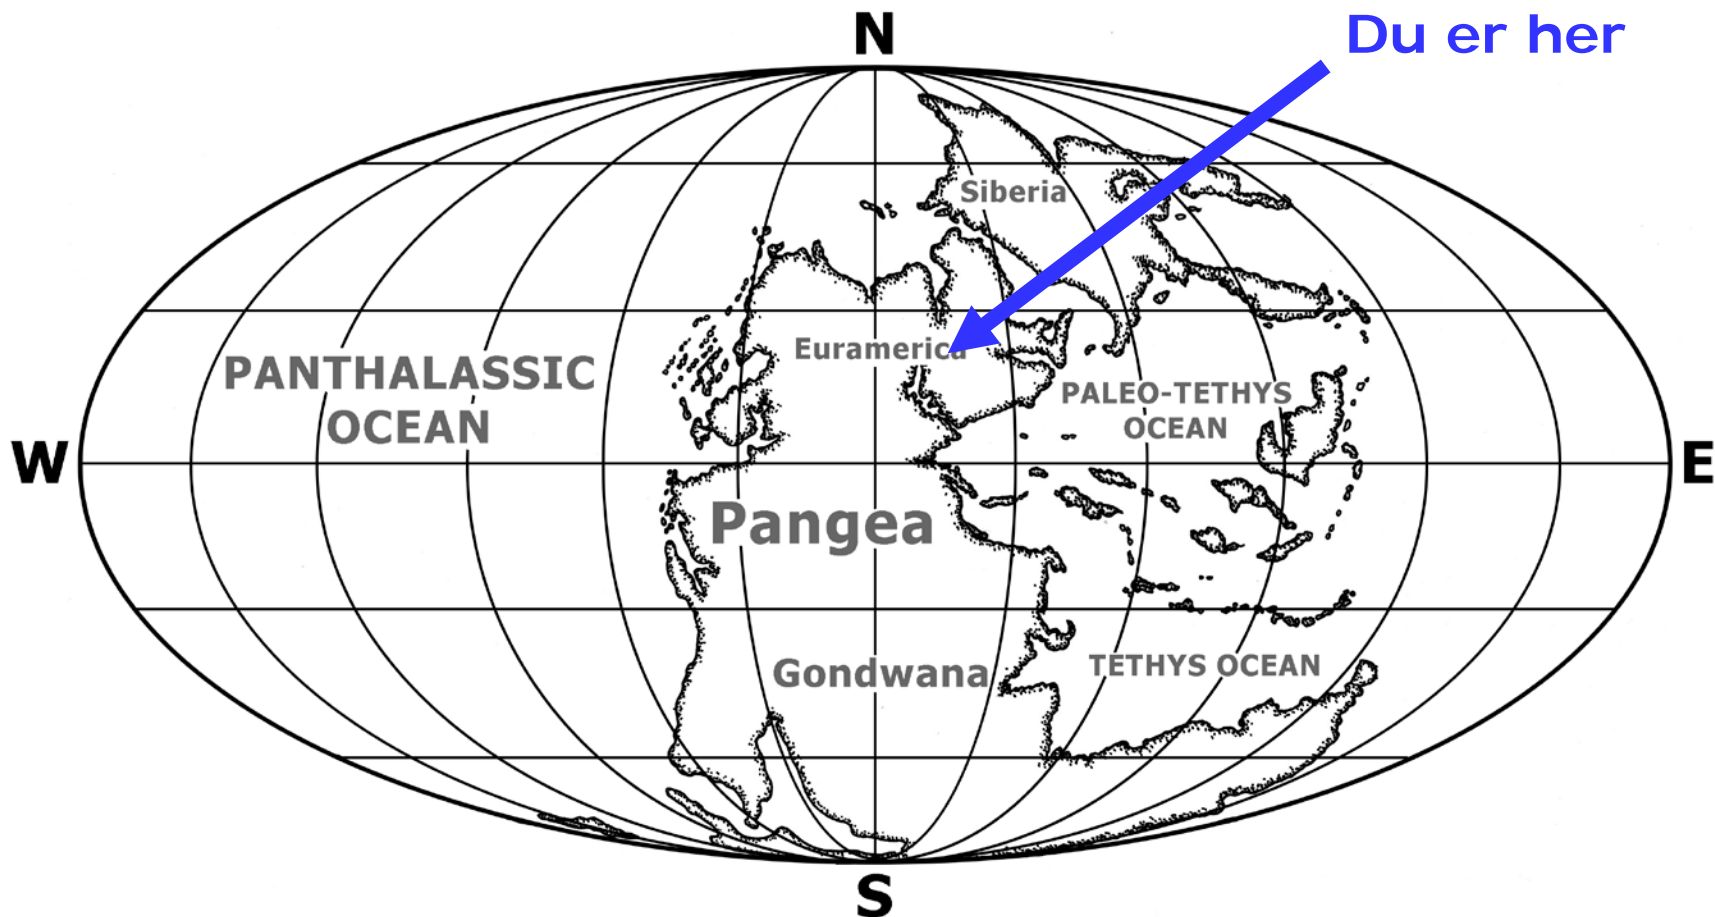 N
Du er her
Siberia
Euramerica
PANTHALASSIC
OCEAN
PALEO-TETHYS
OCEAN
W
E
Pangea
Gondwana
TETHYS OCEAN
S